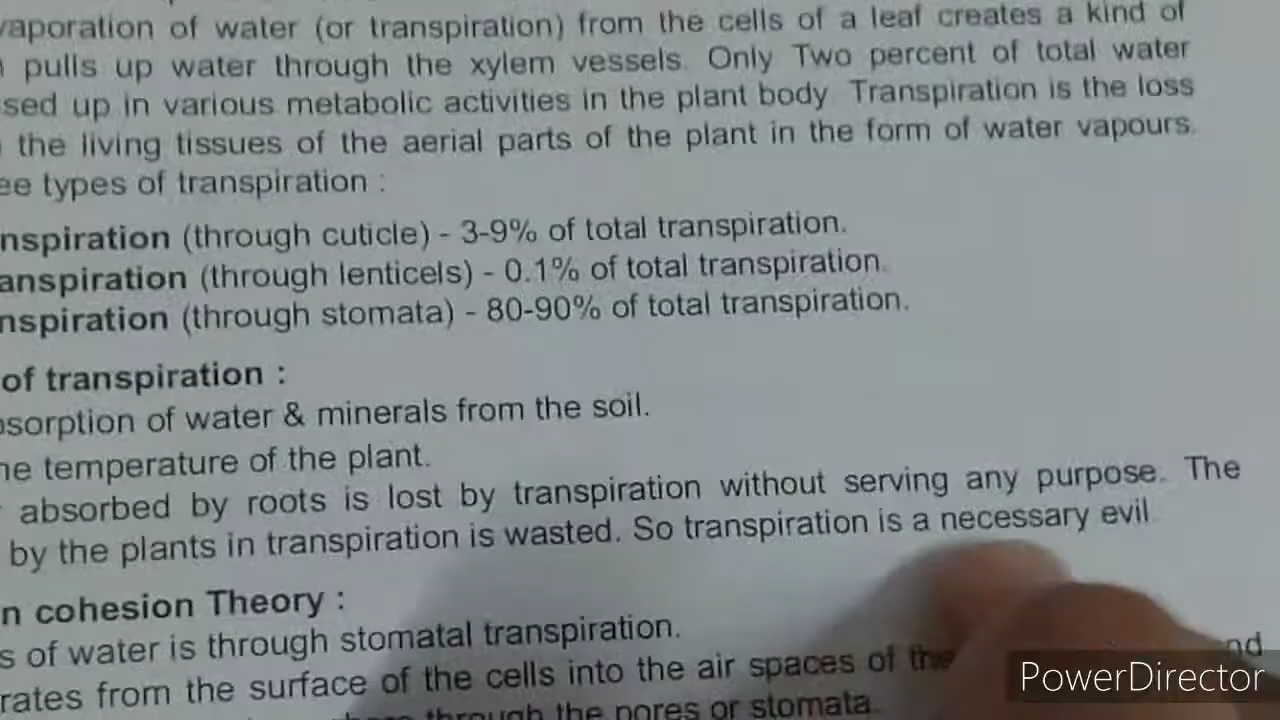 vaporation of water (or transpiration) from the cells of a leaf creates a kind of
pulls up water through the xylem vessels. Only Two percent of total water
sed up in various metabolic activities in the plant body Transpiration is the loss
the living tissues of the aerial parts of the plant in the form of water vapours.
ee types of transpiration :
nspiration (through cuticle) - 3-9% of total transpiration.
anspiration (through lenticels) - 0.1% of total transpiration.
nspiration (through stomata) - 80-90% of total transpiration.
of transpiration :
bsorption of water & minerals from the soil.
he temperature of the plant.
absorbed by roots is lost by transpiration without serving any purpose. The
by the plants in transpiration is wasted. So transpiration is a necessary evil
n cohesion Theory :
s of water is through stomatal transpiration.
rates from the surface of the cells into the air spaces of the nd
through the pores or stomata.
PowerDirector